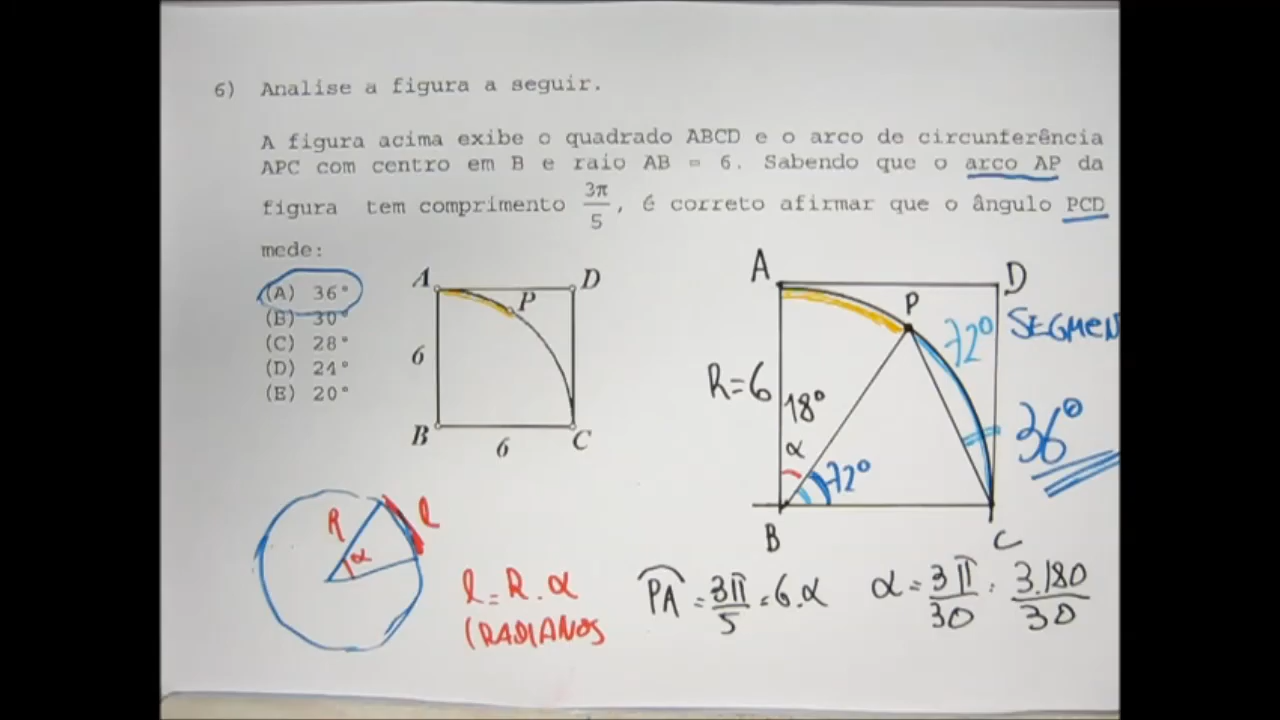 6) Analise a figura a seguir.
A figura acima exibe o quadrado ABCD e o arco de circunferência
APC com centro em B e raio AB = 6. Sabendo que o arco AP da
figura tem comprimento 3π/5, é correto afirmar que o ângulo PCD
mede:
(A) 36°
(B) 30°
(C) 28°
(D) 24°
(E) 20°
A
D
P
6
B
C
6
A
D
P
72°
SEGMEN
R=6
18°
α
72°
36°
B
C
R
l
α
l=R.α
(RADIANOS
PA = 3π/5 = 6.α
α = 3π/30 = 3.180/30